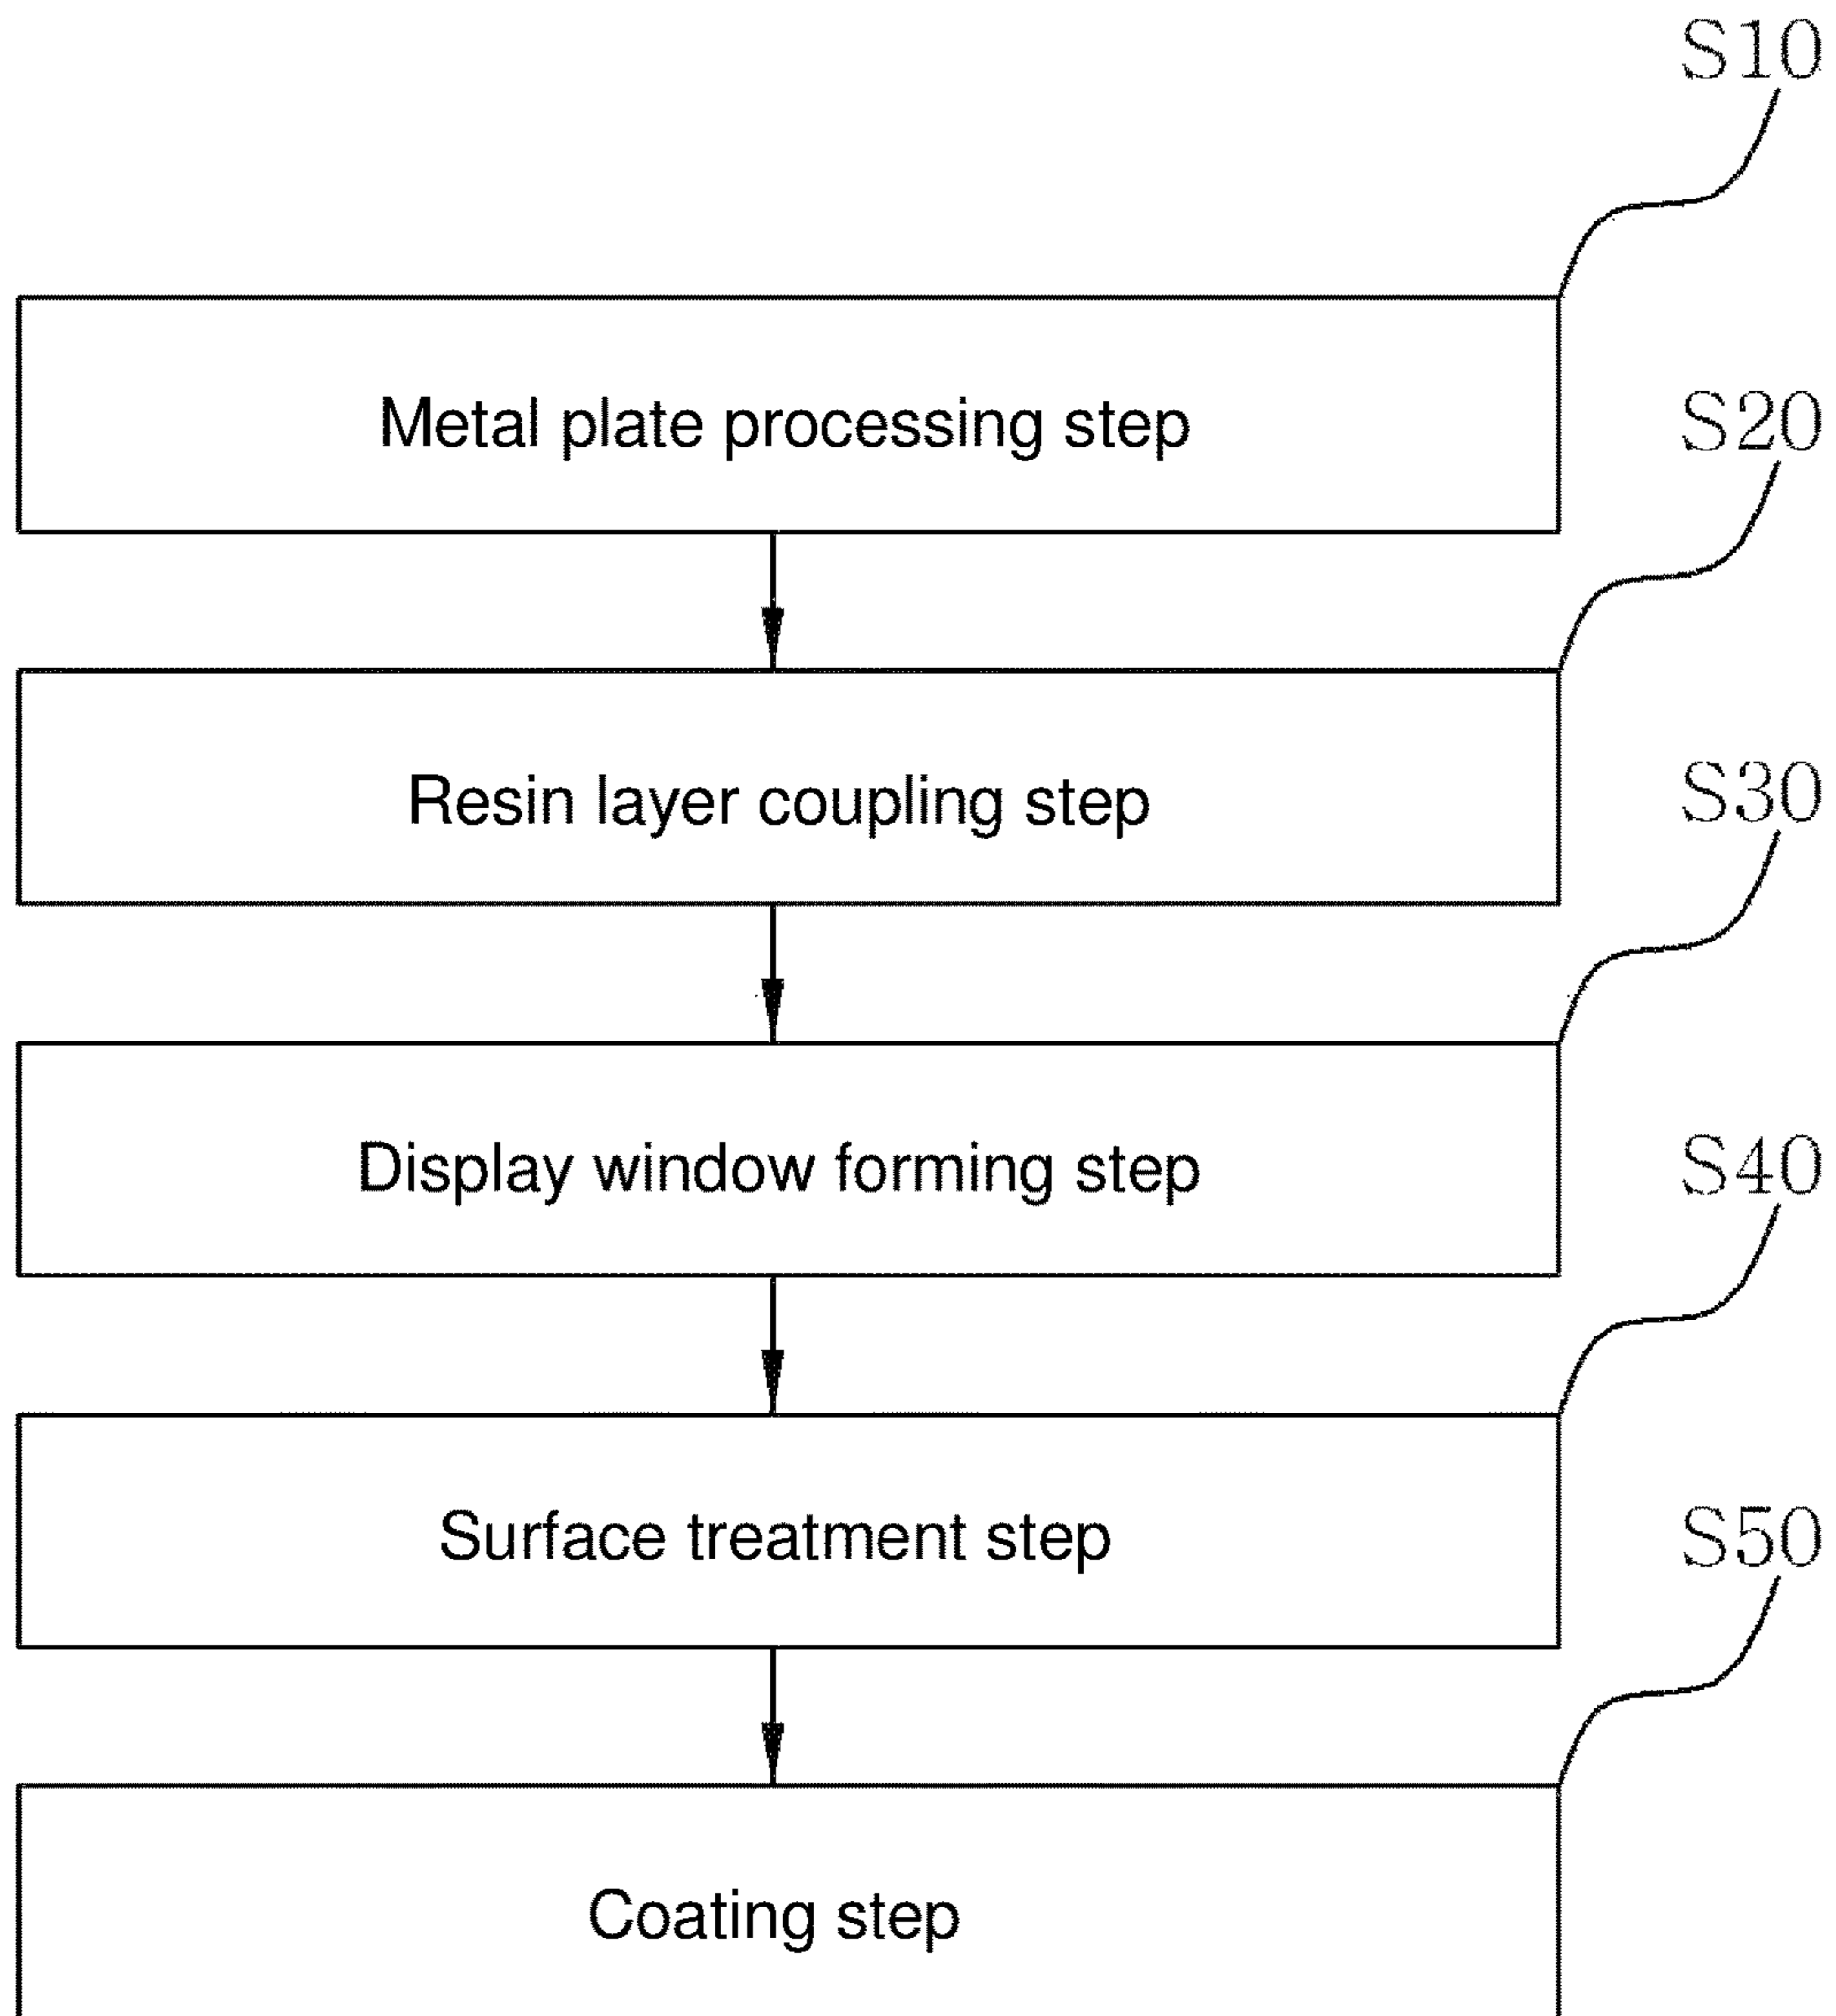 S10
Metal plate processing step
S20
Resin layer coupling step
S30
Display window forming step
S40
Surface treatment step
S50
Coating step